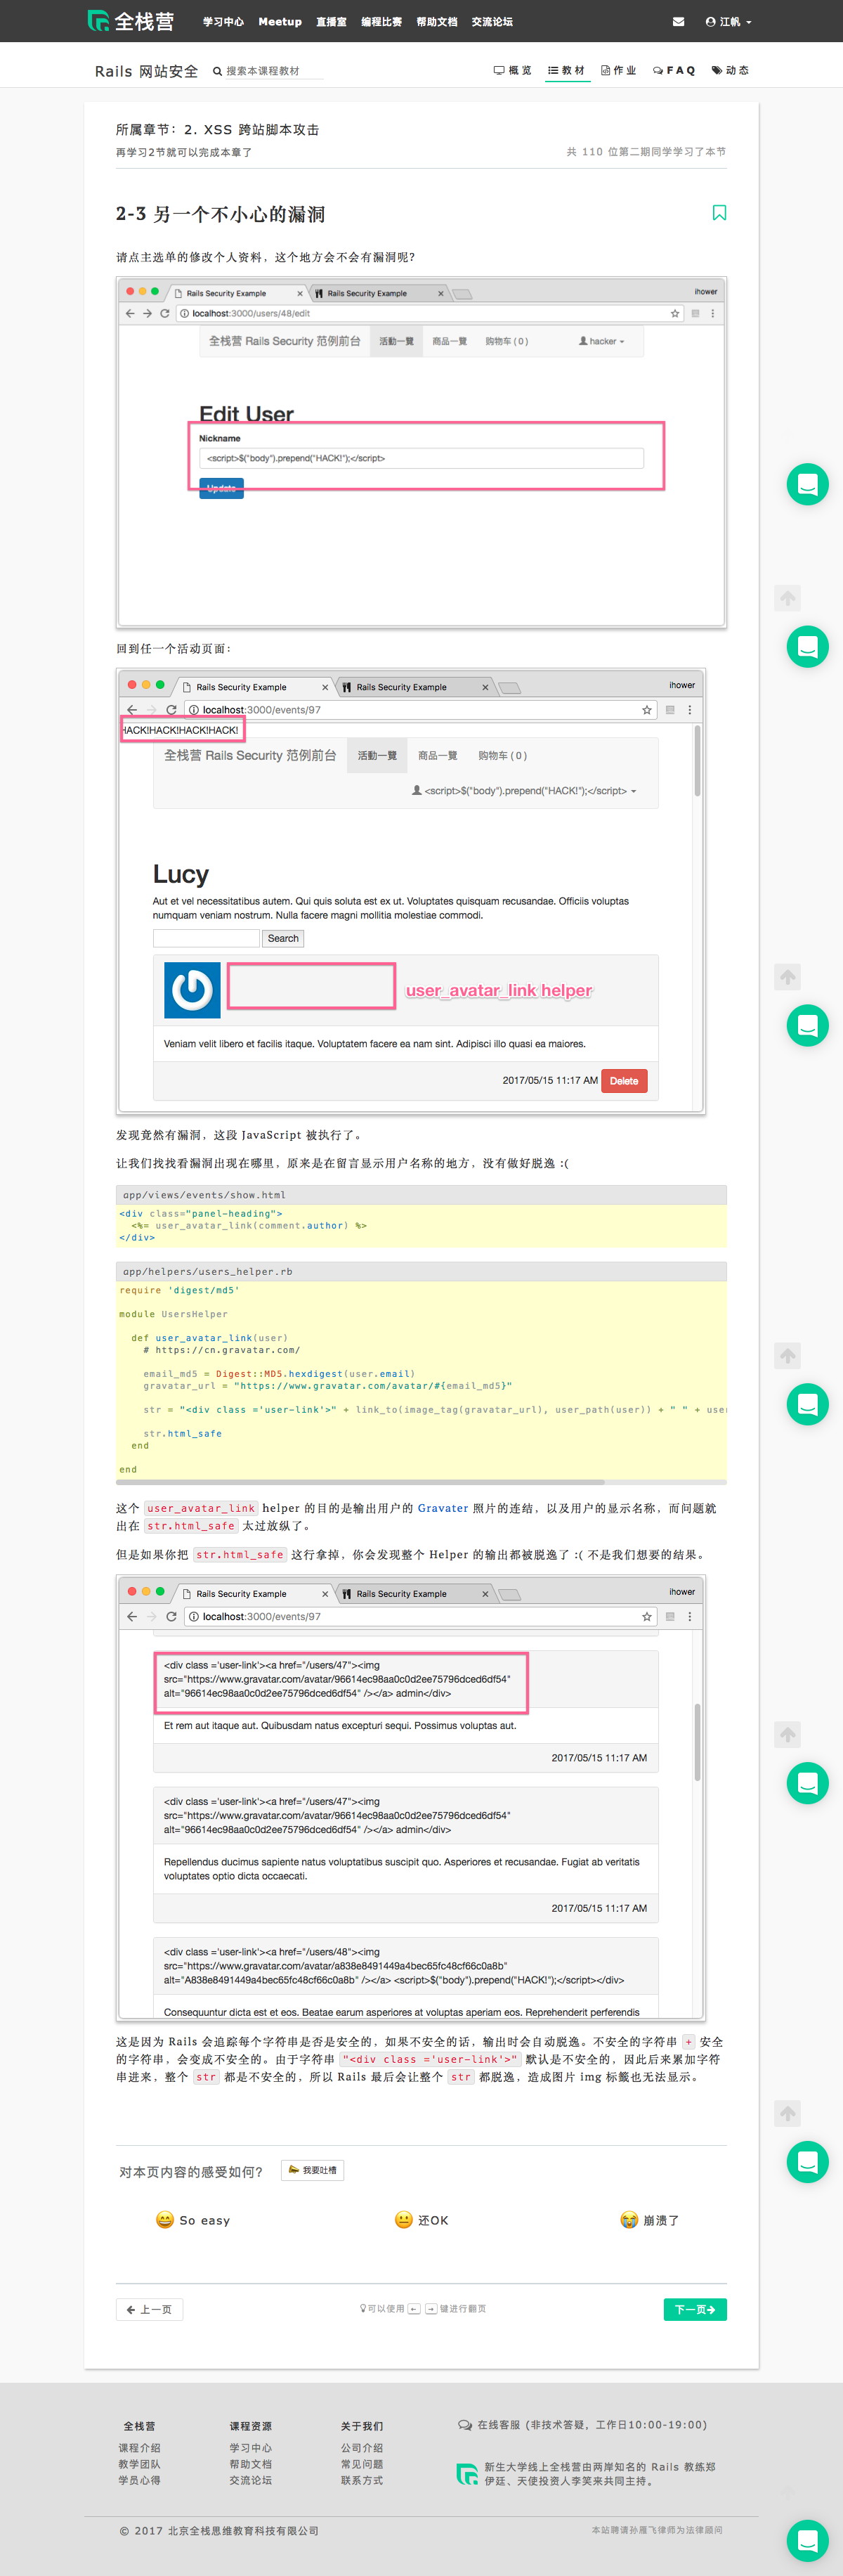 全栈营 学习中心 Meetup 直播室 编程比赛 帮助文档 交流论坛 江帆
Rails 网站安全 搜索本课程教材 概览 教材 作业 FAQ 动态
所属章节：2. XSS 跨站脚本攻击
再学习2节就可以完成本章了 共 110 位第二期同学学习了本节
2-3 另一个不小心的漏洞
请点主选单的修改个人资料，这个地方会不会有漏洞呢？
Rails Security Example Rails Security Example ihower
localhost:3000/users/48/edit
全栈营 Rails Security 范例前台 活動一覽 商品一覽 购物车 ( 0 ) hacker
Edit User
Nickname
<script>$("body").prepend("HACK!");</script>
Update
回到任一个活动页面：
Rails Security Example Rails Security Example ihower
localhost:3000/events/97
HACK!HACK!HACK!HACK!
全栈营 Rails Security 范例前台 活動一覽 商品一覽 购物车 ( 0 )
<script>$("body").prepend("HACK!");</script>
Lucy
Aut et vel necessitatibus autem. Qui quis soluta est ex ut. Voluptates quisquam recusandae. Officiis voluptas
numquam veniam nostrum. Nulla facere magni mollitia molestiae commodi.
Search
user_avatar_link helper
Veniam velit libero et facilis itaque. Voluptatem facere ea nam sint. Adipisci illo quasi ea maiores.
2017/05/15 11:17 AM Delete
发现竟然有漏洞，这段 JavaScript 被执行了。
让我们找找看漏洞出现在哪里，原来是在留言显示用户名称的地方，没有做好脱逸 :(
app/views/events/show.html
<div class="panel-heading">
<%= user_avatar_link(comment.author) %>
</div>
app/helpers/users_helper.rb
require 'digest/md5'
module UsersHelper
def user_avatar_link(user)
# https://cn.gravatar.com/
email_md5 = Digest::MD5.hexdigest(user.email)
gravatar_url = "https://www.gravatar.com/avatar/#{email_md5}"
str = "<div class ='user-link'>" + link_to(image_tag(gravatar_url), user_path(user)) + " " + user
str.html_safe
end
end
这个 user_avatar_link helper 的目的是输出用户的 Gravater 照片的连结，以及用户的显示名称，而问题就
出在 str.html_safe 太过放纵了。
但是如果你把 str.html_safe 这行拿掉，你会发现整个 Helper 的输出都被脱逸了 :( 不是我们想要的结果。
Rails Security Example Rails Security Example ihower
localhost:3000/events/97
<div class ='user-link'><a href="/users/47"><img
src="https://www.gravatar.com/avatar/96614ec98aa0c0d2ee75796dced6df54"
alt="96614ec98aa0c0d2ee75796dced6df54" /></a> admin</div>
Et rem aut itaque aut. Quibusdam natus excepturi sequi. Possimus voluptas aut.
2017/05/15 11:17 AM
<div class ='user-link'><a href="/users/47"><img
src="https://www.gravatar.com/avatar/96614ec98aa0c0d2ee75796dced6df54"
alt="96614ec98aa0c0d2ee75796dced6df54" /></a> admin</div>
Repellendus ducimus sapiente natus voluptatibus suscipit quo. Asperiores et recusandae. Fugiat ab veritatis
voluptates optio dicta occaecati.
2017/05/15 11:17 AM
<div class ='user-link'><a href="/users/48"><img
src="https://www.gravatar.com/avatar/a838e8491449a4bec65fc48cf66c0a8b"
alt="A838e8491449a4bec65fc48cf66c0a8b" /></a> <script>$("body").prepend("HACK!");</script></div>
Consequuntur dicta est et eos. Beatae earum asperiores at voluptas aperiam eos. Reprehenderit perferendis
这是因为 Rails 会追踪每个字符串是否是安全的，如果不安全的话，输出时会自动脱逸。不安全的字符串 + 安全
的字符串，会变成不安全的。由于字符串 "<div class ='user-link'>" 默认是不安全的，因此后来累加字符
串进来，整个 str 都是不安全的，所以 Rails 最后会让整个 str 都脱逸，造成图片 img 标籤也无法显示。
对本页内容的感受如何？ 我要吐槽
So easy 还OK 崩溃了
上一页 可以使用 ← → 键进行翻页 下一页
全栈营 课程资源 关于我们 在线客服 (非技术答疑，工作日10:00-19:00)
课程介绍 学习中心 公司介绍
教学团队 帮助文档 常见问题 新生大学线上全栈营由两岸知名的 Rails 教练郑
学员心得 交流论坛 联系方式 伊廷、天使投资人李笑来共同主持。
© 2017 北京全栈思维教育科技有限公司 本站聘请孙雁飞律师为法律顾问